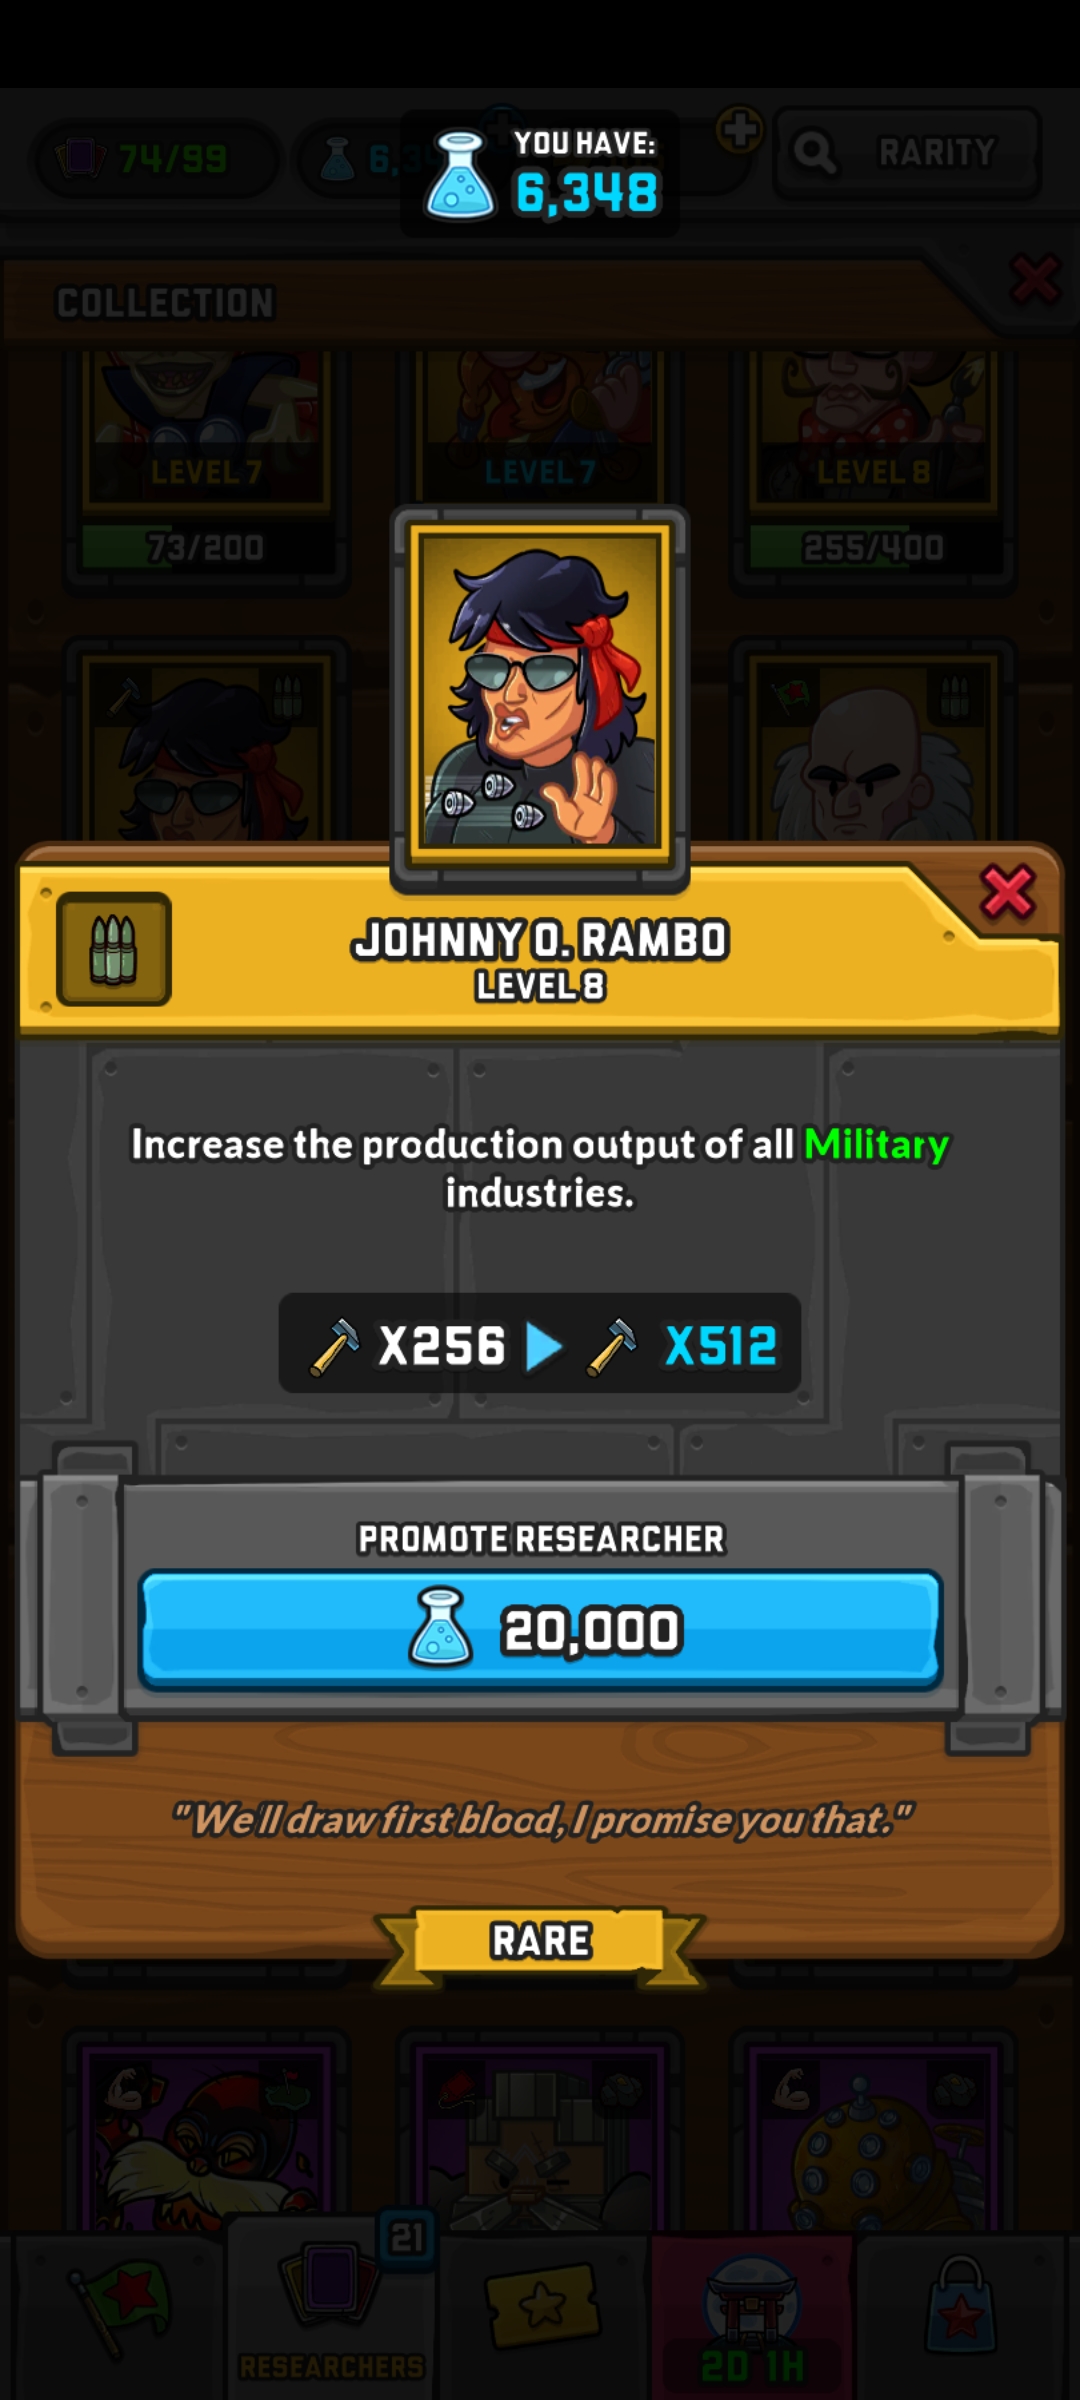 74/99
6,34
YOU HAVE:
6,348
RARITY
COLLECTION
LEVEL 7
LEVEL 7
LEVEL 8
73/200
255/400
JOHNNY O. RAMBO
LEVEL 8
Increase the production output of all Military
industries.
X256
X512
PROMOTE RESEARCHER
20,000
"We'll draw first blood, I promise you that."
RARE
21
RESEARCHERS
2D 1H